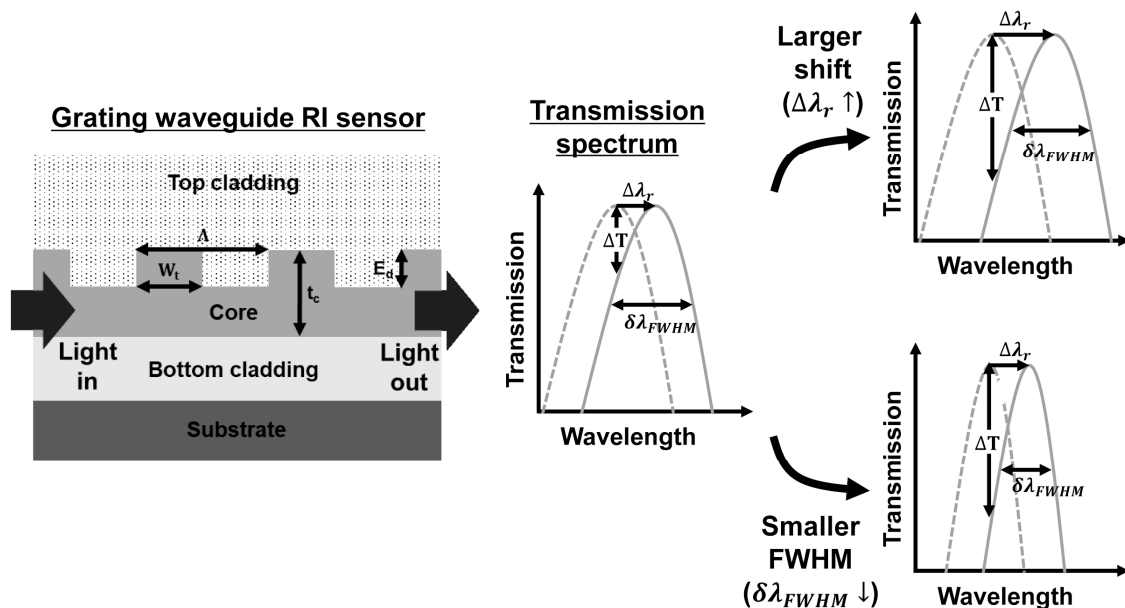 Grating waveguide RI sensor
Top cladding
Λ
W_t
t_c
E_d
Core
Light
in
Light
out
Bottom cladding
Substrate
Transmission
spectrum
Δλ_r
ΔT
δλ_FWHM
Transmission
Wavelength
Larger
shift
(Δλ_r ↑)
Δλ_r
ΔT
δλ_FWHM
Transmission
Wavelength
Smaller
FWHM
(δλ_FWHM ↓)
Δλ_r
ΔT
δλ_FWHM
Transmission
Wavelength